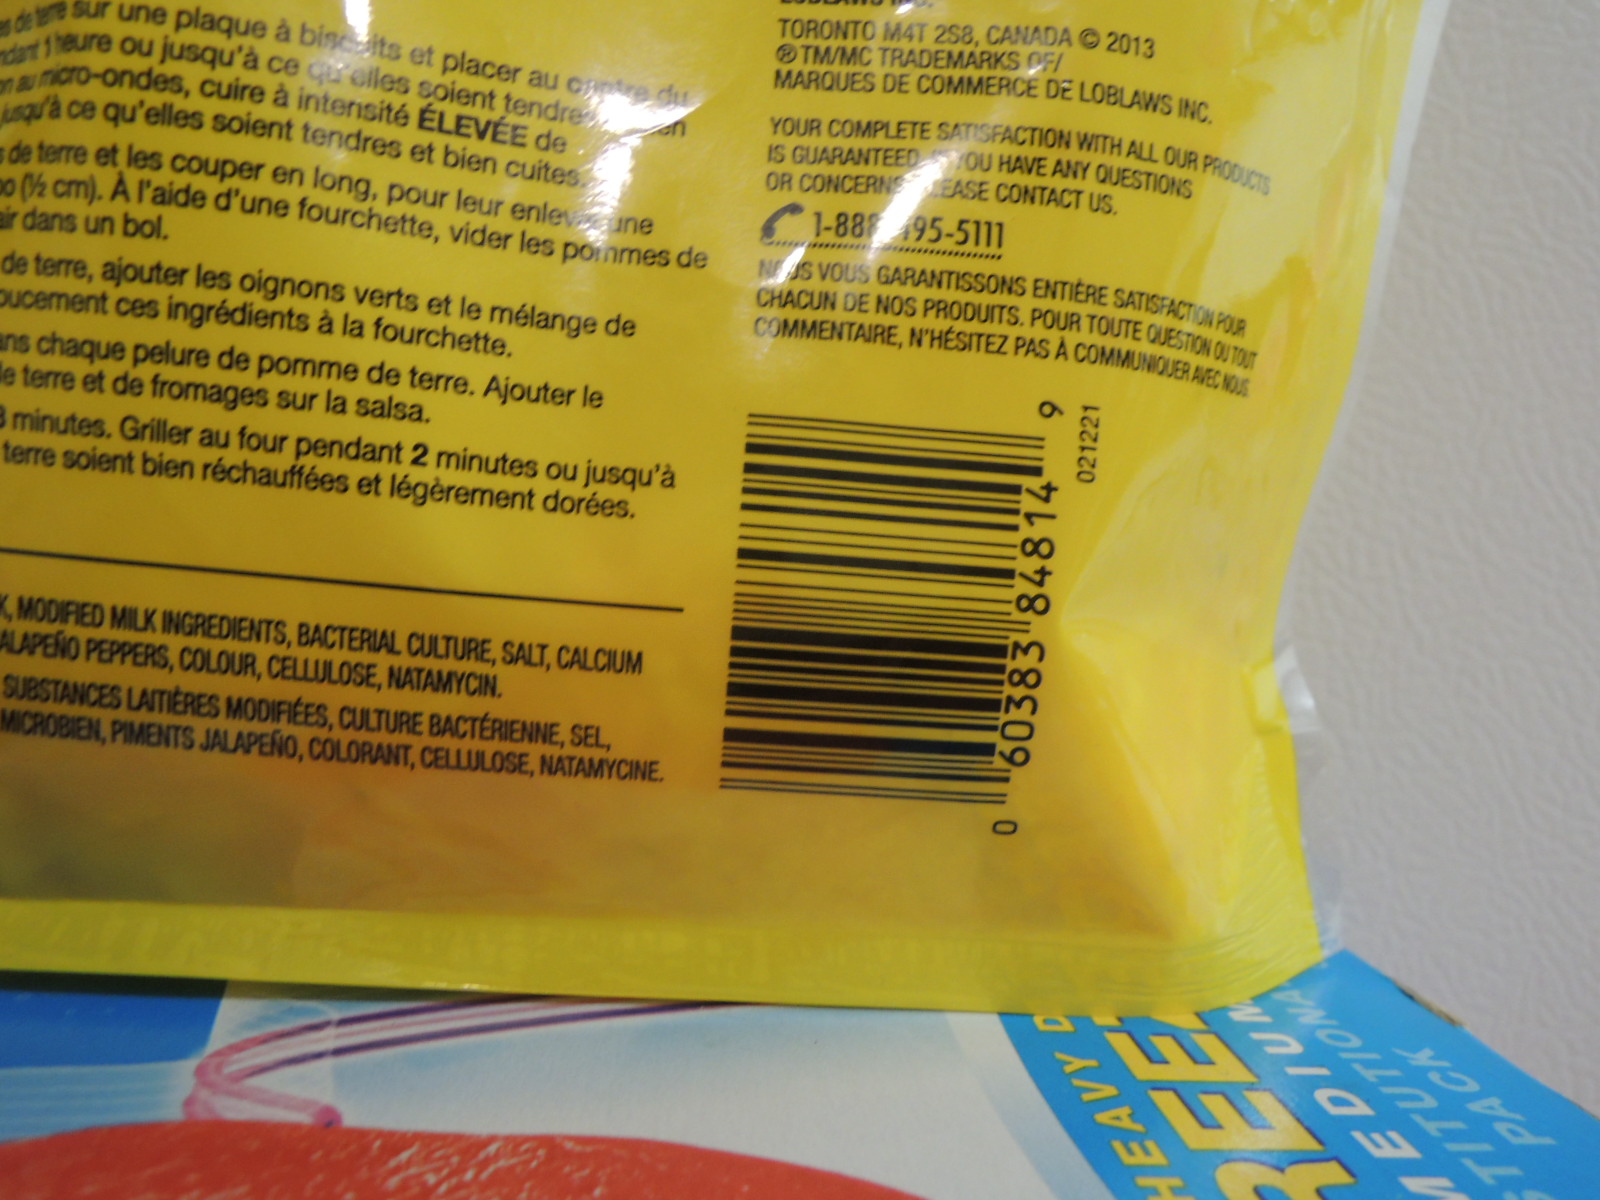 sur une plaque à biscuits et placer au centre du
heure ou jusqu'à ce qu'elles soient tendres
micro-ondes, cuire à intensité ÉLEVÉE de
jusqu'à ce qu'elles soient tendres et bien cuites.
de terre et les couper en long, pour leur enlever une
(½ cm). À l'aide d'une fourchette, vider les pommes de
dans un bol.
de terre, ajouter les oignons verts et le mélange de
ces ingrédients à la fourchette.
chaque pelure de pomme de terre. Ajouter le
terre et de fromages sur la salsa.
minutes. Griller au four pendant 2 minutes ou jusqu'à
terre soient bien réchauffées et légèrement dorées.
MODIFIED MILK INGREDIENTS, BACTERIAL CULTURE, SALT, CALCIUM
PEPPERS, COLOUR, CELLULOSE, NATAMYCIN.
SUBSTANCES LAITIÈRES MODIFIÉES, CULTURE BACTÉRIENNE, SEL,
MICROBIEN, PIMENTS JALAPEÑO, COLORANT, CELLULOSE, NATAMYCINE.
LOBLAWS INC.
TORONTO M4T 2S8, CANADA © 2013
®TM/MC TRADEMARKS OF/
MARQUES DE COMMERCE DE LOBLAWS INC.
YOUR COMPLETE SATISFACTION WITH ALL OUR PRODUCTS
IS GUARANTEED. IF YOU HAVE ANY QUESTIONS
OR CONCERNS PLEASE CONTACT US.
1-888 495-5111
NOUS VOUS GARANTISSONS ENTIÈRE SATISFACTION POUR
CHACUN DE NOS PRODUITS. POUR TOUTE QUESTION OU TOUT
COMMENTAIRE, N'HÉSITEZ PAS À COMMUNIQUER AVEC NOUS.
0 60383 84814 9
021221
HEAVY
MEDIUM
PACK